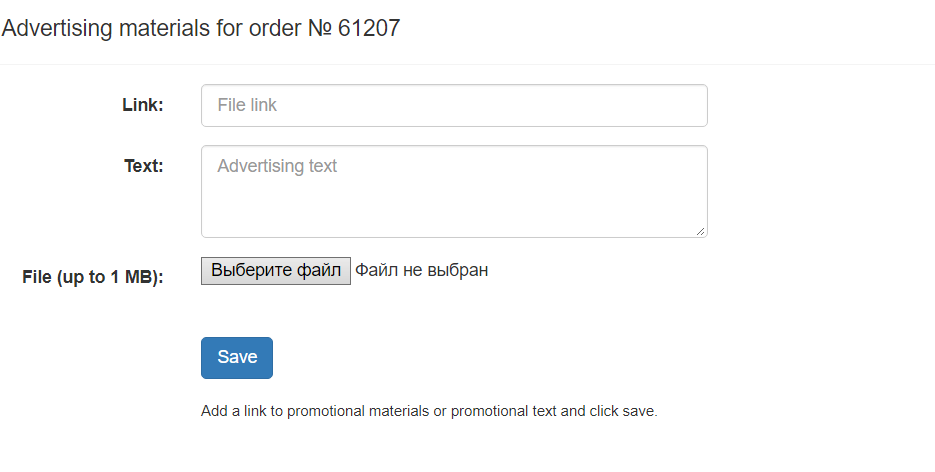 Advertising materials for order № 61207
Link: File link
Text: Advertising text
File (up to 1 MB): Выберите файл Файл не выбран
Save
Add a link to promotional materials or promotional text and click save.